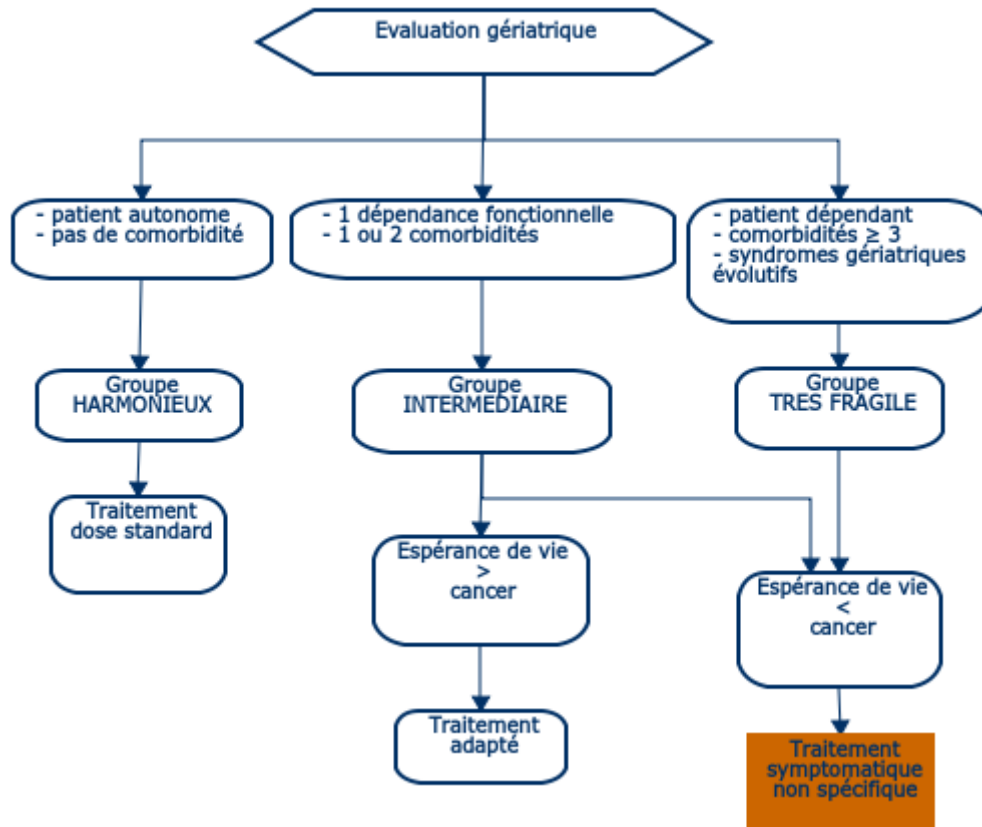 Evaluation gériatrique
- patient autonome
- pas de comorbidité
- 1 dépendance fonctionnelle
- 1 ou 2 comorbidités
- patient dépendant
- comorbidités ≥ 3
- syndromes gériatriques
évolutifs
Groupe
HARMONIEUX
Groupe
INTERMEDIAIRE
Groupe
TRES FRAGILE
Traitement
dose standard
Espérance de vie
>
cancer
Espérance de vie
<
cancer
Traitement
adapté
Traitement
symptomatique
non spécifique